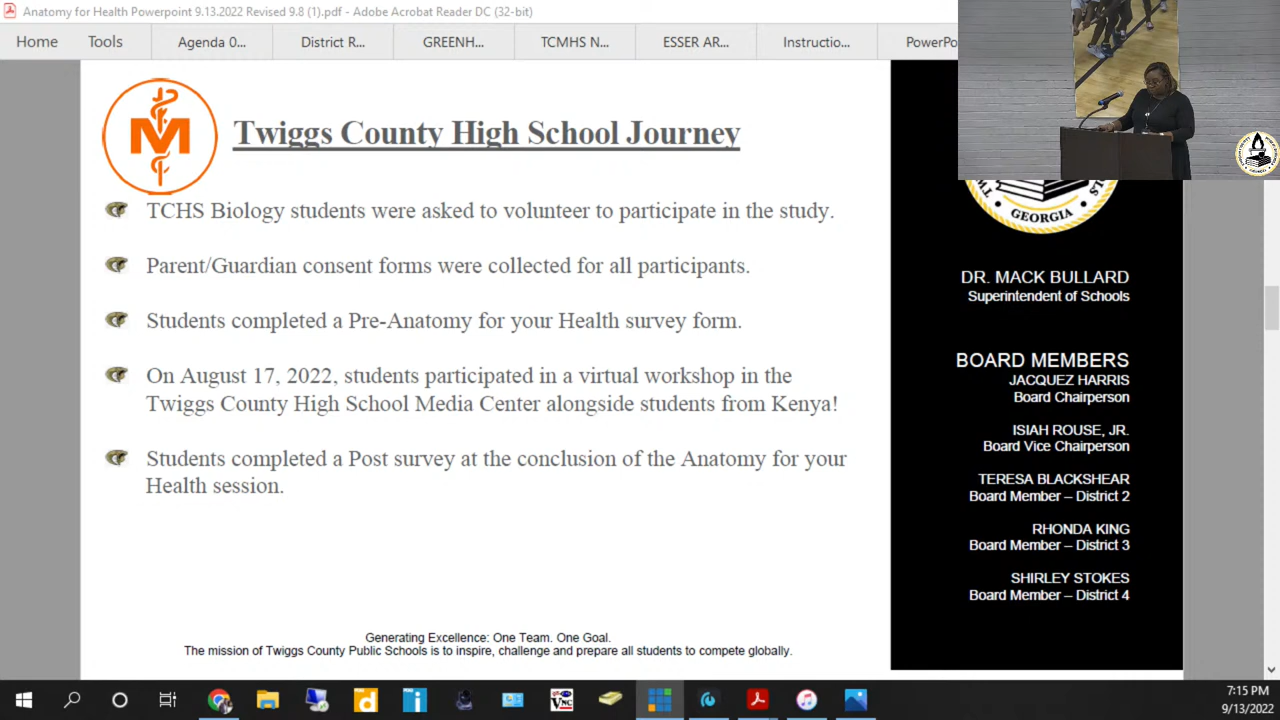 Anatomy for Health Powerpoint 9.13.2022 Revised 9.8 (1).pdf - Adobe Acrobat Reader DC (32-bit)
Home Tools Agenda 0... District R... GREENH... TCMHS N... ESSER AR... Instructio... PowerPo
M
Twiggs County High School Journey
TCHS Biology students were asked to volunteer to participate in the study.
Parent/Guardian consent forms were collected for all participants.
Students completed a Pre-Anatomy for your Health survey form.
On August 17, 2022, students participated in a virtual workshop in the
Twiggs County High School Media Center alongside students from Kenya!
Students completed a Post survey at the conclusion of the Anatomy for your
Health session.
Generating Excellence: One Team. One Goal.
The mission of Twiggs County Public Schools is to inspire, challenge and prepare all students to compete globally.
GEORGIA
DR. MACK BULLARD
Superintendent of Schools
BOARD MEMBERS
JACQUEZ HARRIS
Board Chairperson
ISIAH ROUSE, JR.
Board Vice Chairperson
TERESA BLACKSHEAR
Board Member – District 2
RHONDA KING
Board Member – District 3
SHIRLEY STOKES
Board Member – District 4
7:15 PM
9/13/2022